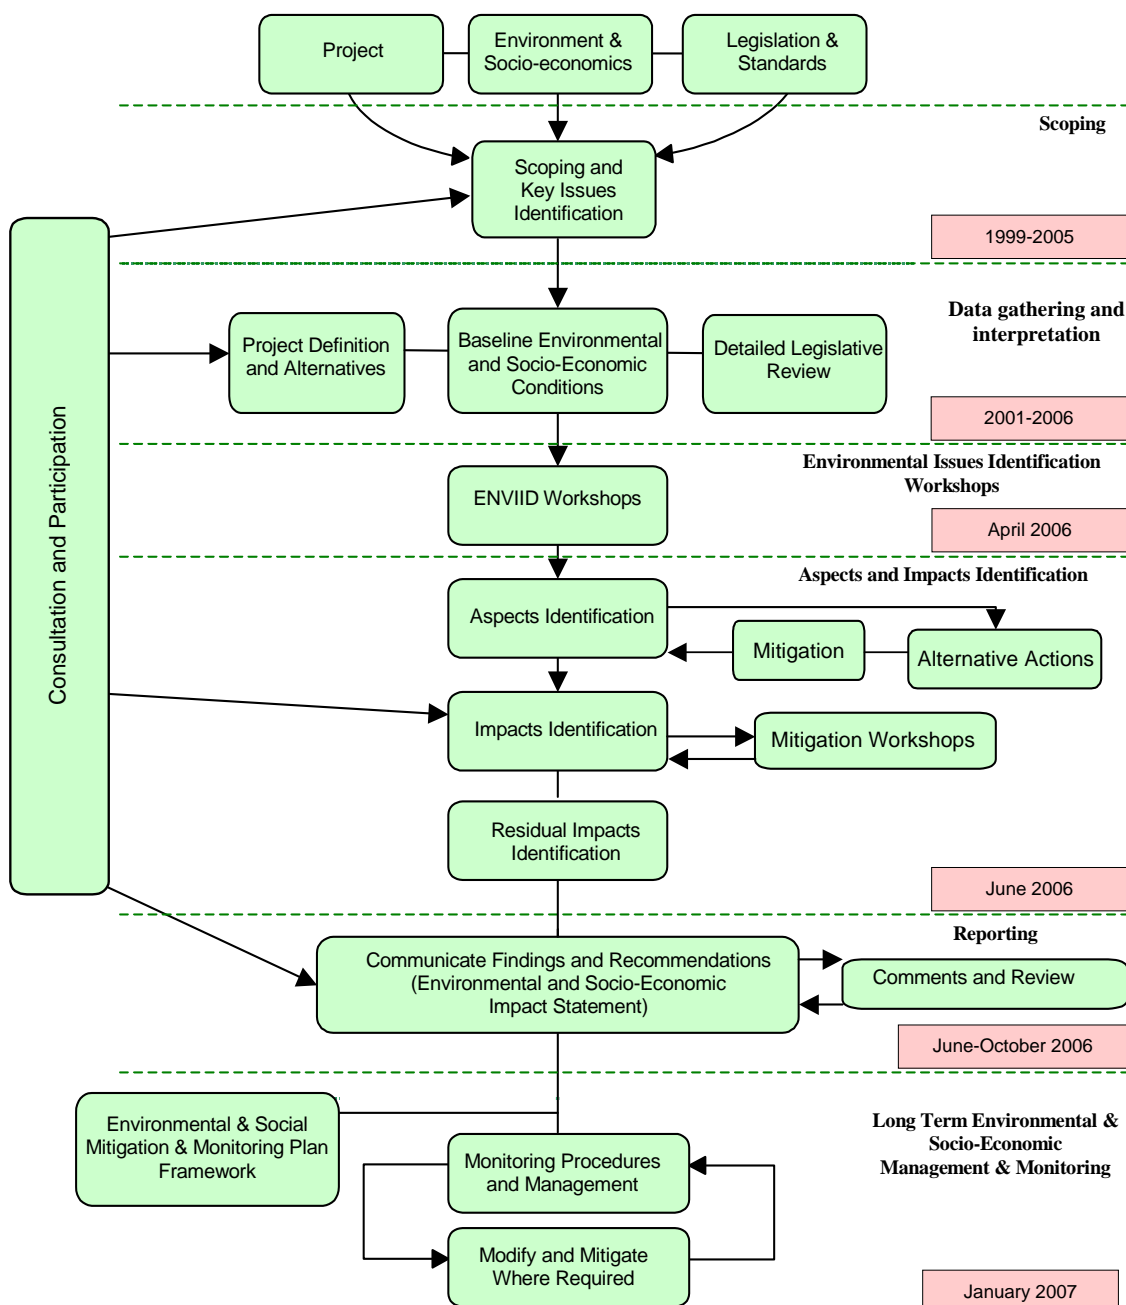 Project
Environment &
Socio-economics
Legislation &
Standards
Scoping
Scoping and
Key Issues
Identification
1999-2005
Consultation and Participation
Data gathering and
interpretation
Project Definition
and Alternatives
Baseline Environmental
and Socio-Economic
Conditions
Detailed Legislative
Review
2001-2006
Environmental Issues Identification
Workshops
ENVIID Workshops
April 2006
Aspects and Impacts Identification
Aspects Identification
Mitigation
Alternative Actions
Impacts Identification
Mitigation Workshops
Residual Impacts
Identification
June 2006
Reporting
Communicate Findings and Recommendations
(Environmental and Socio-Economic
Impact Statement)
Comments and Review
June-October 2006
Environmental & Social
Mitigation & Monitoring Plan
Framework
Long Term Environmental &
Socio-Economic
Management & Monitoring
Monitoring Procedures
and Management
Modify and Mitigate
Where Required
January 2007